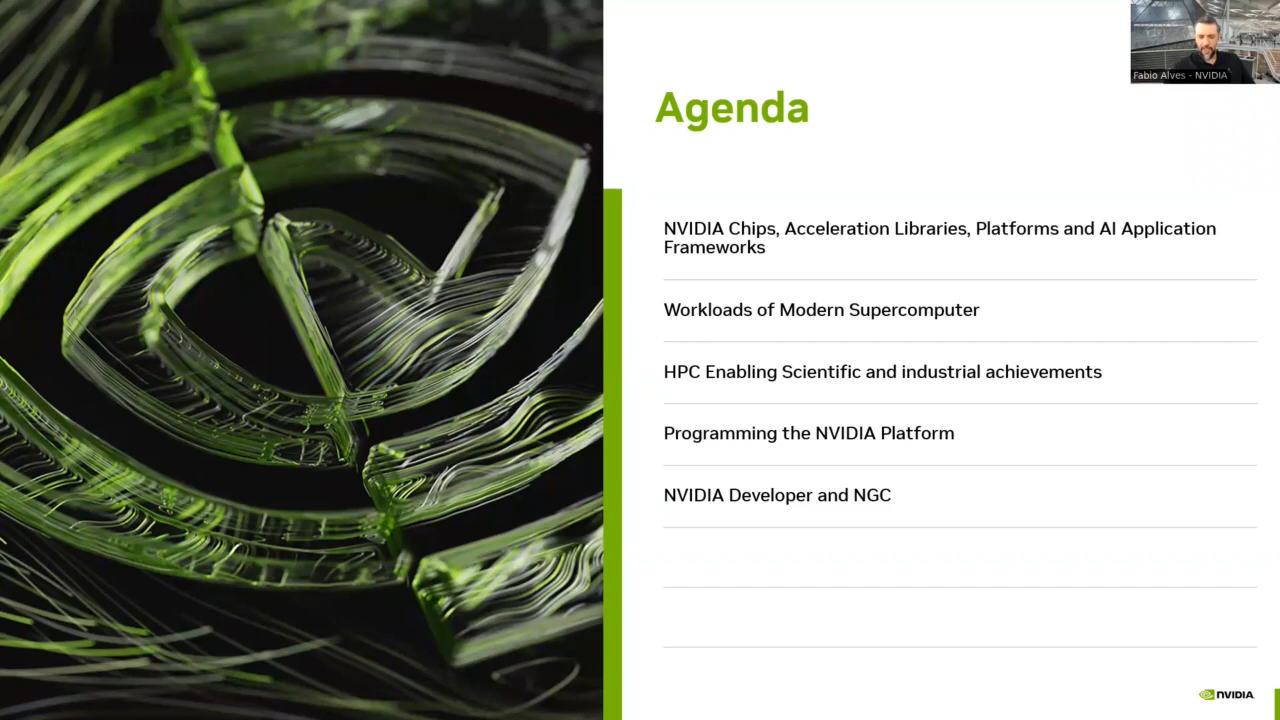 Fabio Alves - NVIDIA
Agenda
NVIDIA Chips, Acceleration Libraries, Platforms and AI Application
Frameworks
Workloads of Modern Supercomputer
HPC Enabling Scientific and industrial achievements
Programming the NVIDIA Platform
NVIDIA Developer and NGC
NVIDIA